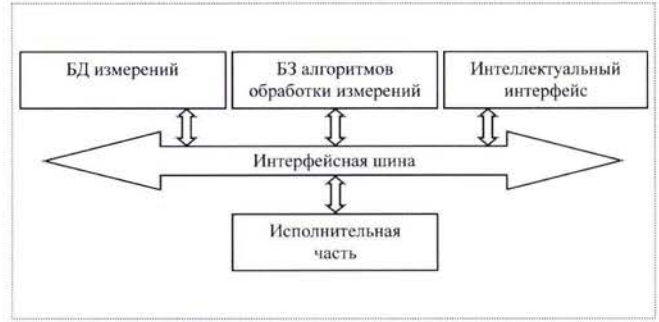 БД измерений
БЗ алгоритмов
обработки измерений
Интеллектуальный
интерфейс
Интерфейсная шина
Исполнительная
часть